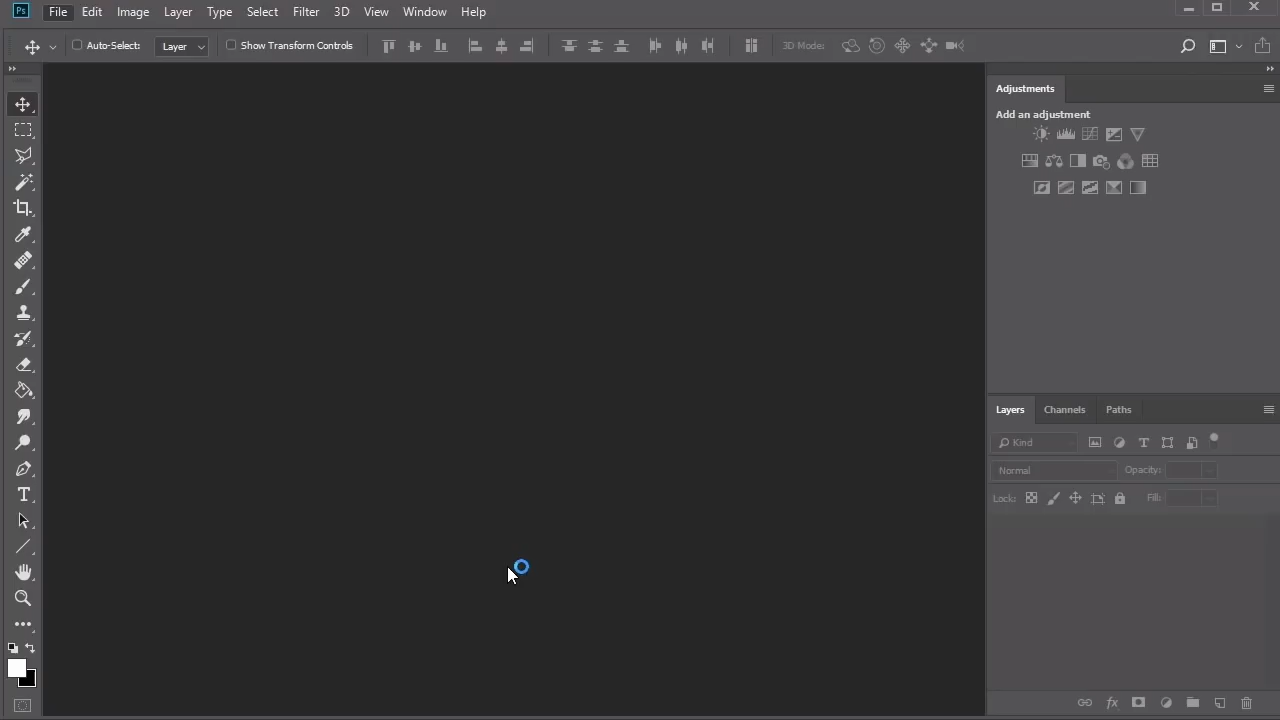 Ps File Edit Image Layer Type Select Filter 3D View Window Help
Auto-Select: Layer Show Transform Controls 3D Mode:
Adjustments
Add an adjustment
Layers Channels Paths
Kind
Normal Opacity:
Lock: Fill:
fx